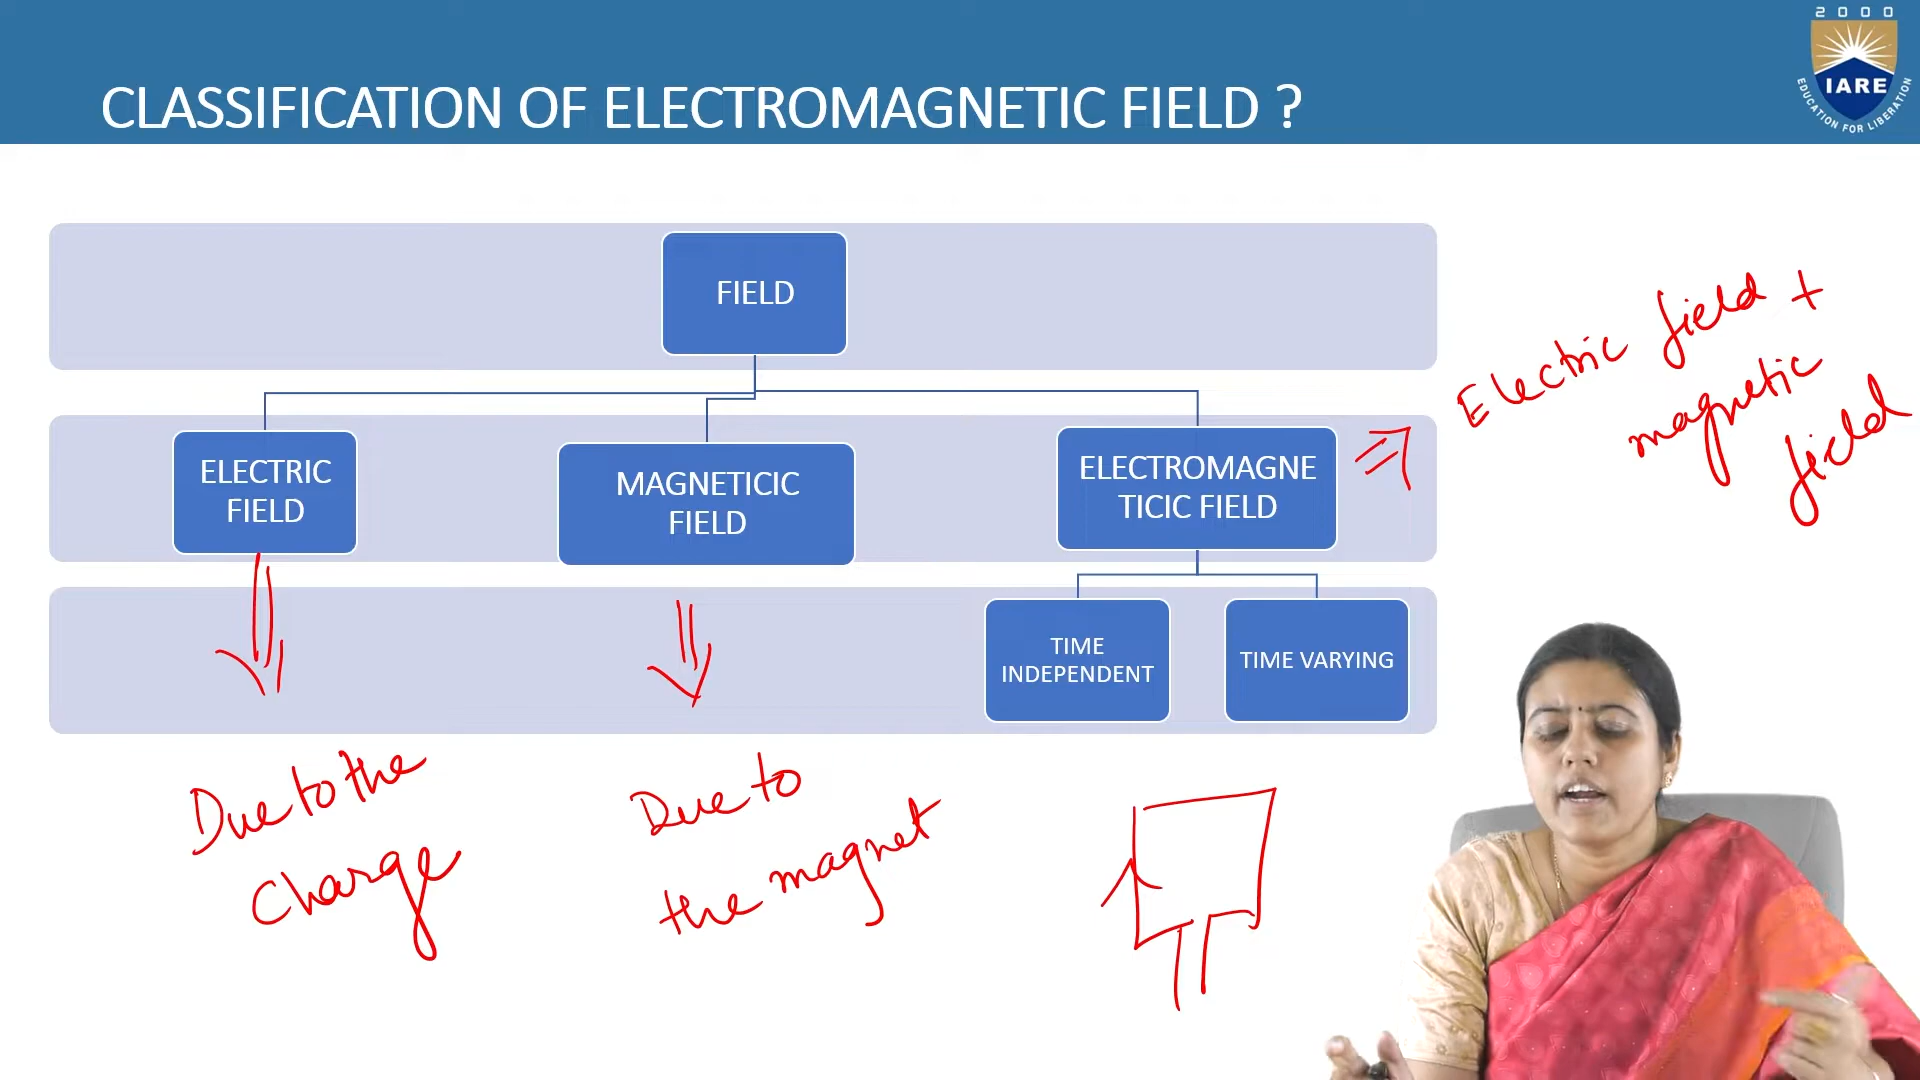 2000
IARE
EDUCATION FOR LIBERATION
CLASSIFICATION OF ELECTROMAGNETIC FIELD ?
FIELD
Electric field +
magnetic
field
ELECTRIC
FIELD
MAGNETICIC
FIELD
ELECTROMAGNE
TICIC FIELD
TIME
INDEPENDENT
TIME VARYING
Due to the
Charge
Due to
the magnet